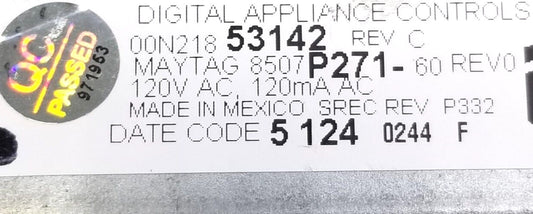 DIGITAL APPLIANCE CONTROLS
00N218 53142 REV C
MAYTAG 8507P271-60 REV0
120V AC, 120mA AC
MADE IN MEXICO SREC REV P332
DATE CODE 5 124 0244 F
QC
PASSED
971963